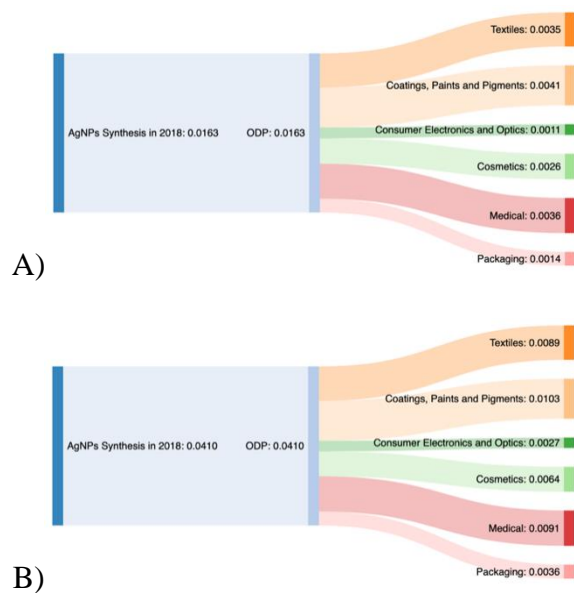 Textiles: 0.0035
Coatings, Paints and Pigments: 0.0041
AgNPs Synthesis in 2018: 0.0163 ODP: 0.0163 Consumer Electronics and Optics: 0.0011
Cosmetics: 0.0026
Medical: 0.0036
A)
Packaging: 0.0014
Textiles: 0.0089
Coatings, Paints and Pigments: 0.0103
AgNPs Synthesis in 2018: 0.0410 ODP: 0.0410 Consumer Electronics and Optics: 0.0027
Cosmetics: 0.0064
Medical: 0.0091
B)
Packaging: 0.0036